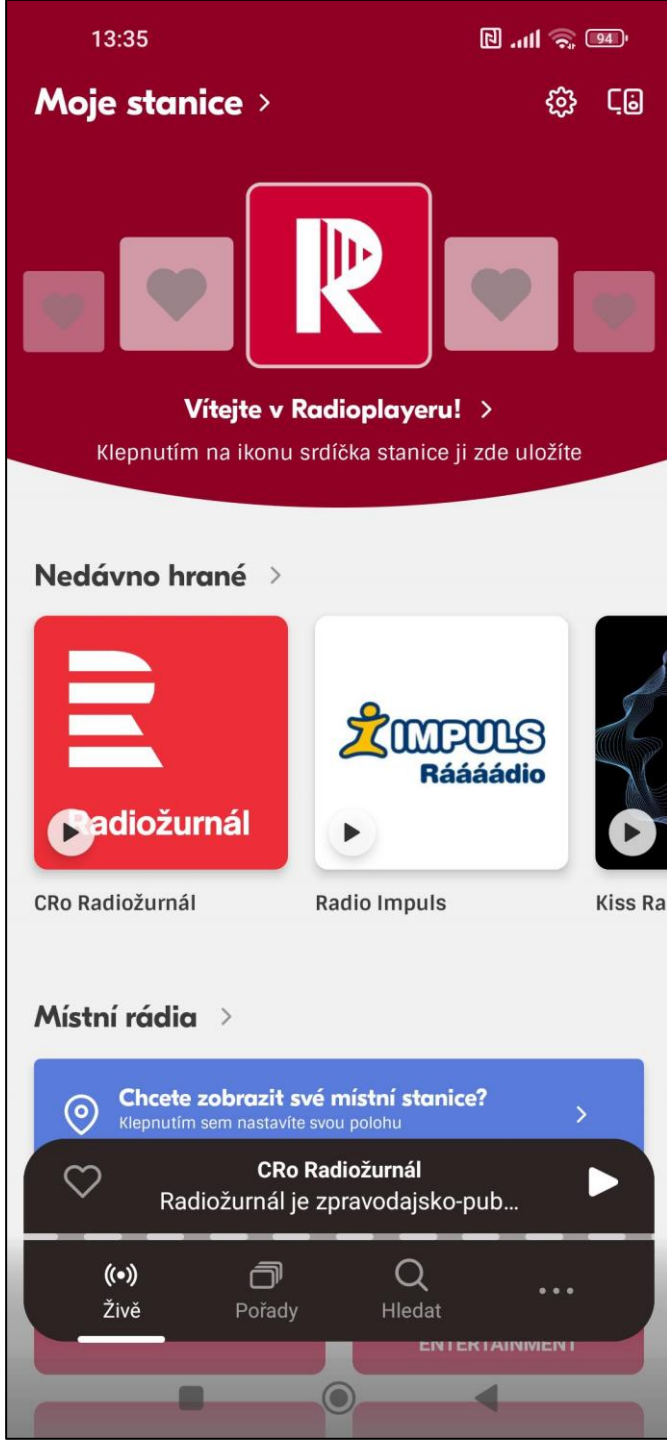 13:35
94
Moje stanice
Vítejte v Radioplayeru!
Klepnutím na ikonu srdíčka stanice ji zde uložíte
Nedávno hrané
Radiožurnál
IMPULS
Ráááádio
CRo Radiožurnál
Radio Impuls
Kiss Ra
Místní rádia
Chcete zobrazit své místní stanice?
Klepnutím sem nastavíte svou polohu
CRo Radiožurnál
Radiožurnál je zpravodajsko-pub...
Živě
Pořady
Hledat
ENTERTAINMENT